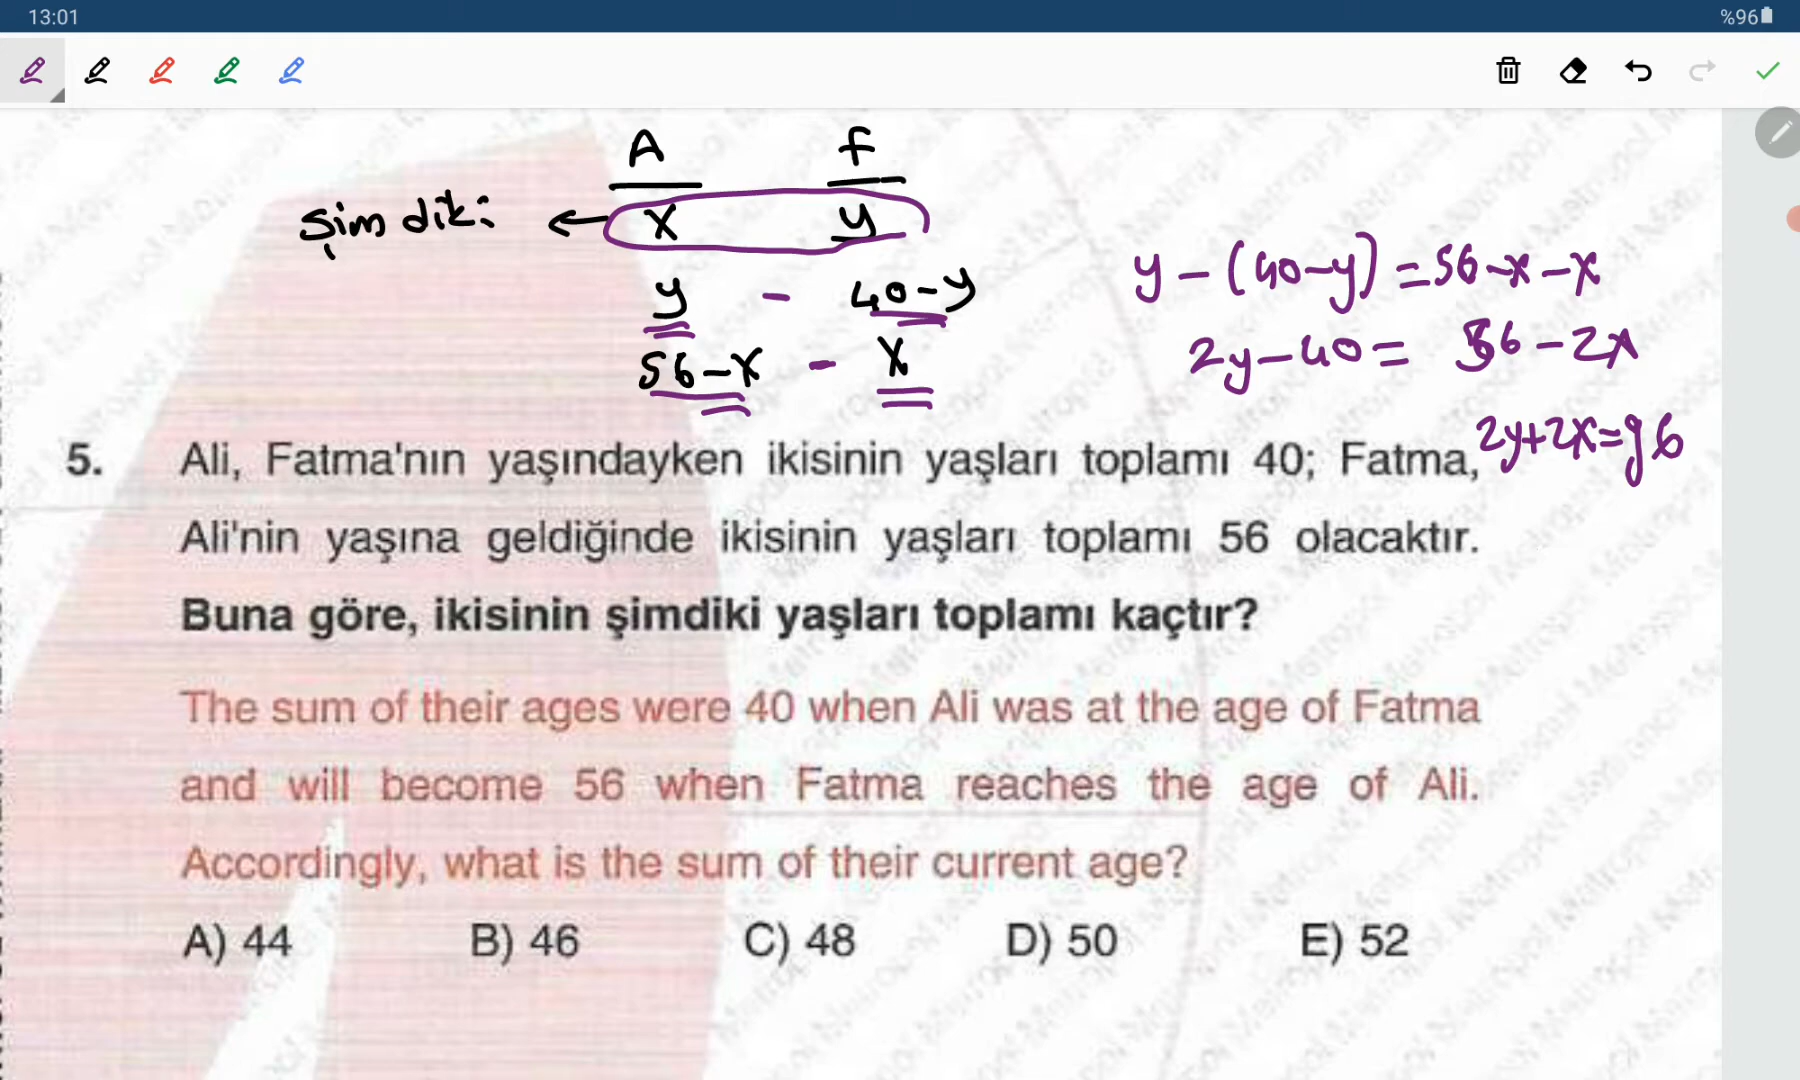 13:01 %96
A F
şimdiki ← x y
y - 40-y
56-x - x
y-(40-y)=56-x-x
2y-40= 56-2x
2y+2x=96
5. Ali, Fatma'nın yaşındayken ikisinin yaşları toplamı 40; Fatma,
Ali'nin yaşına geldiğinde ikisinin yaşları toplamı 56 olacaktır.
Buna göre, ikisinin şimdiki yaşları toplamı kaçtır?
The sum of their ages were 40 when Ali was at the age of Fatma
and will become 56 when Fatma reaches the age of Ali.
Accordingly, what is the sum of their current age?
A) 44 B) 46 C) 48 D) 50 E) 52